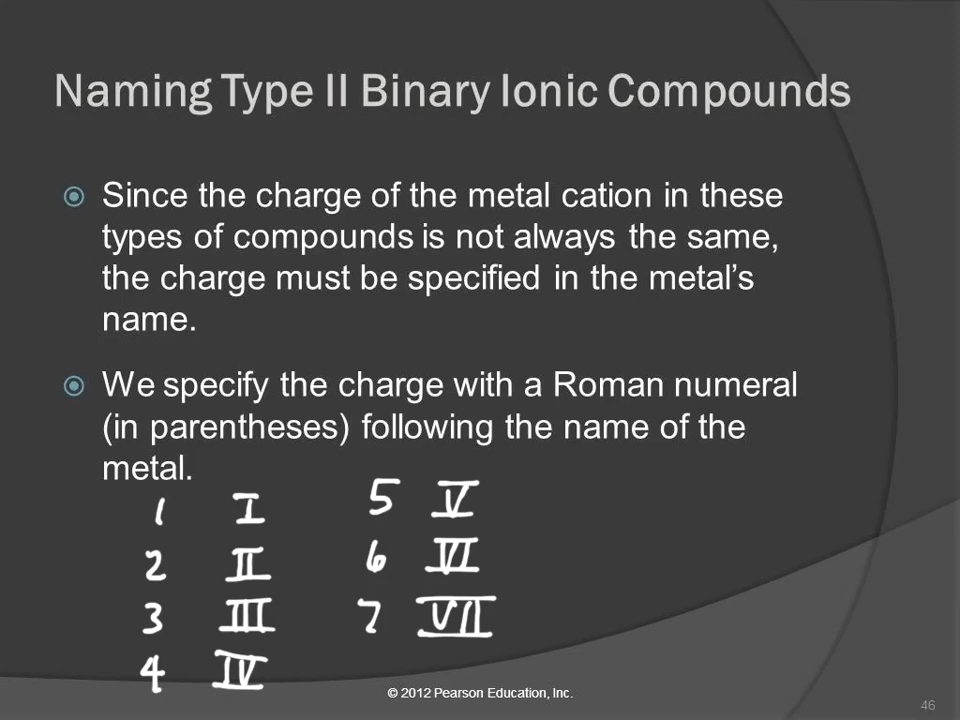 Naming Type II Binary Ionic Compounds
Since the charge of the metal cation in these
types of compounds is not always the same,
the charge must be specified in the metal’s
name.
We specify the charge with a Roman numeral
(in parentheses) following the name of the
metal.
1 I
2 II
3 III
4 IV
5 V
6 VI
7 VII
© 2012 Pearson Education, Inc.
46